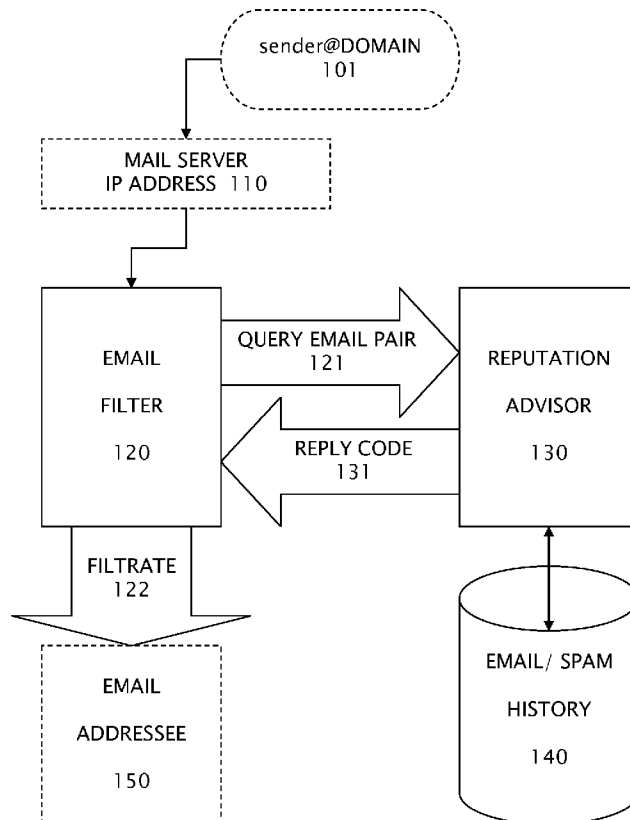 sender@DOMAIN
101
MAIL SERVER
IP ADDRESS 110
EMAIL
FILTER
120
QUERY EMAIL PAIR
121
REPUTATION
ADVISOR
130
REPLY CODE
131
FILTRATE
122
EMAIL
ADDRESSEE
150
EMAIL/ SPAM
HISTORY
140